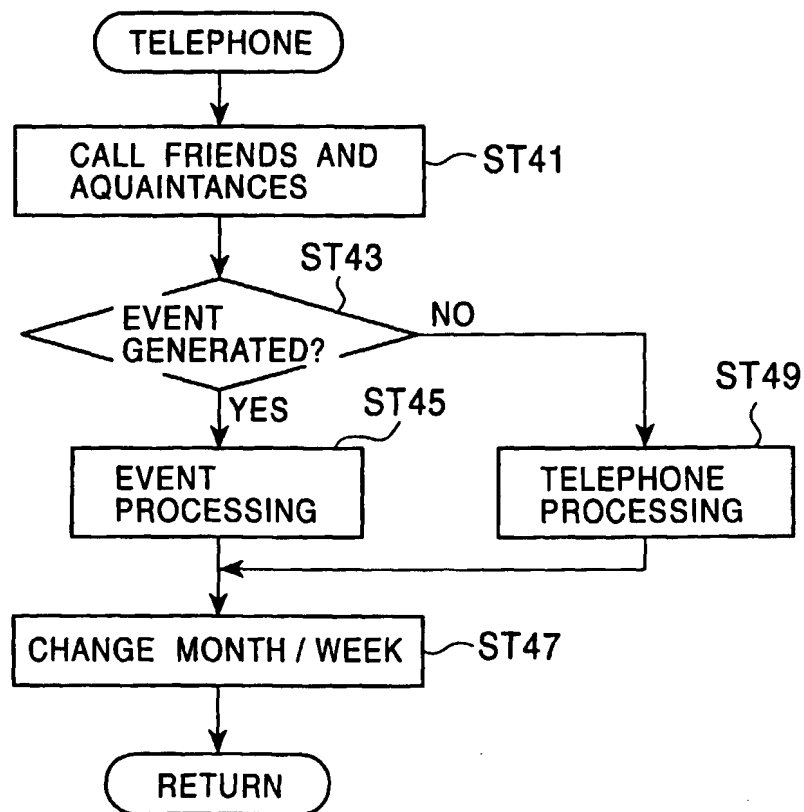 TELEPHONE
CALL FRIENDS AND
AQUAINTANCES
ST41
ST43
EVENT
GENERATED?
NO
YES
ST45
ST49
EVENT
PROCESSING
TELEPHONE
PROCESSING
CHANGE MONTH / WEEK
ST47
RETURN